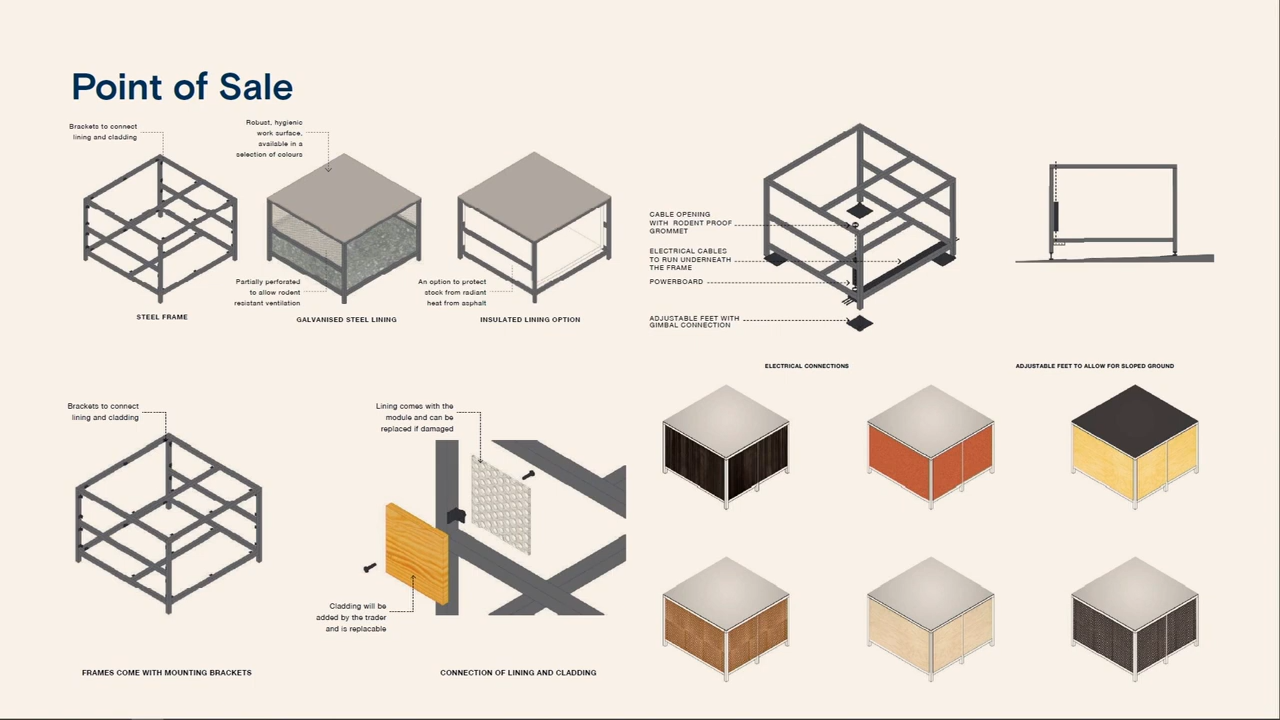 Point of Sale
Brackets to connect
lining and cladding
Robust, hygienic
work surface,
available in a
selection of colours
Partially perforated
to allow rodent
resistant ventilation
An option to protect
stock from radiant
heat from asphalt
STEEL FRAME
GALVANISED STEEL LINING
INSULATED LINING OPTION
CABLE OPENING
WITH RODENT PROOF
GROMMET
ELECTRICAL CABLES
TO RUN UNDERNEATH
THE FRAME
POWERBOARD
ADJUSTABLE FEET WITH
GIMBAL CONNECTION
ELECTRICAL CONNECTIONS
ADJUSTABLE FEET TO ALLOW FOR SLOPED GROUND
Brackets to connect
lining and cladding
Lining comes with the
module and can be
replaced if damaged
Cladding will be
added by the trader
and is replacable
FRAMES COME WITH MOUNTING BRACKETS
CONNECTION OF LINING AND CLADDING